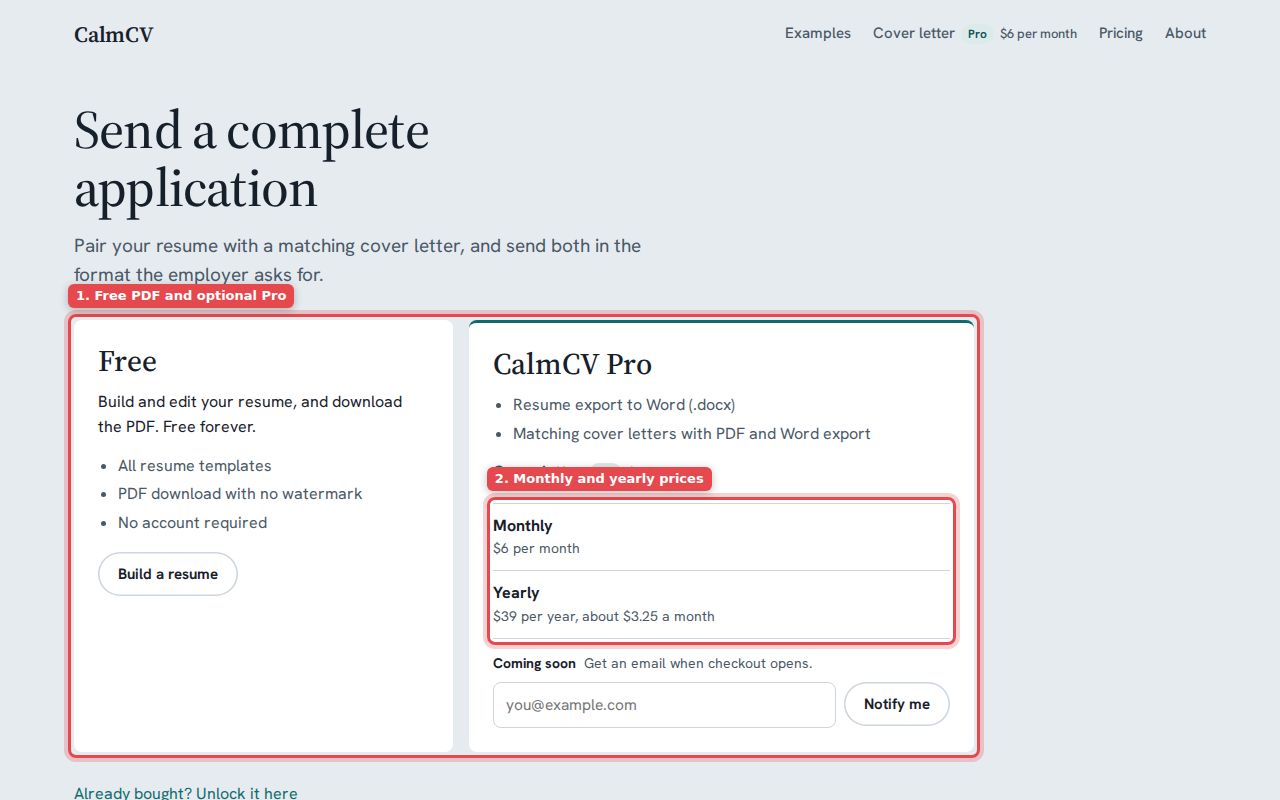 CalmCV
Examples Cover letter Pro $6 per month Pricing About
Send a complete
application
Pair your resume with a matching cover letter, and send both in the
format the employer asks for.
1. Free PDF and optional Pro
Free
Build and edit your resume, and download
the PDF. Free forever.
All resume templates
PDF download with no watermark
No account required
Build a resume
CalmCV Pro
Resume export to Word (.docx)
Matching cover letters with PDF and Word export
2. Monthly and yearly prices
Monthly
$6 per month
Yearly
$39 per year, about $3.25 a month
Coming soon Get an email when checkout opens.
you@example.com
Notify me
Already bought? Unlock it here